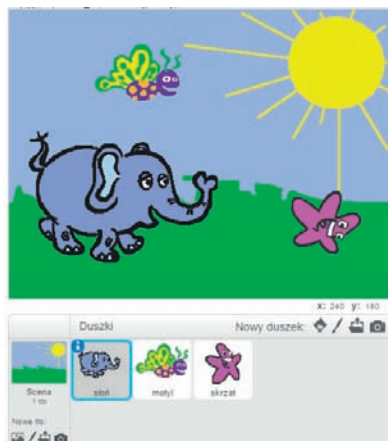 x: 240 y: 180
Duszki
Nowy duszek:
Scena
1 tło
słoń
motyl
skrzat
Nowe tło: